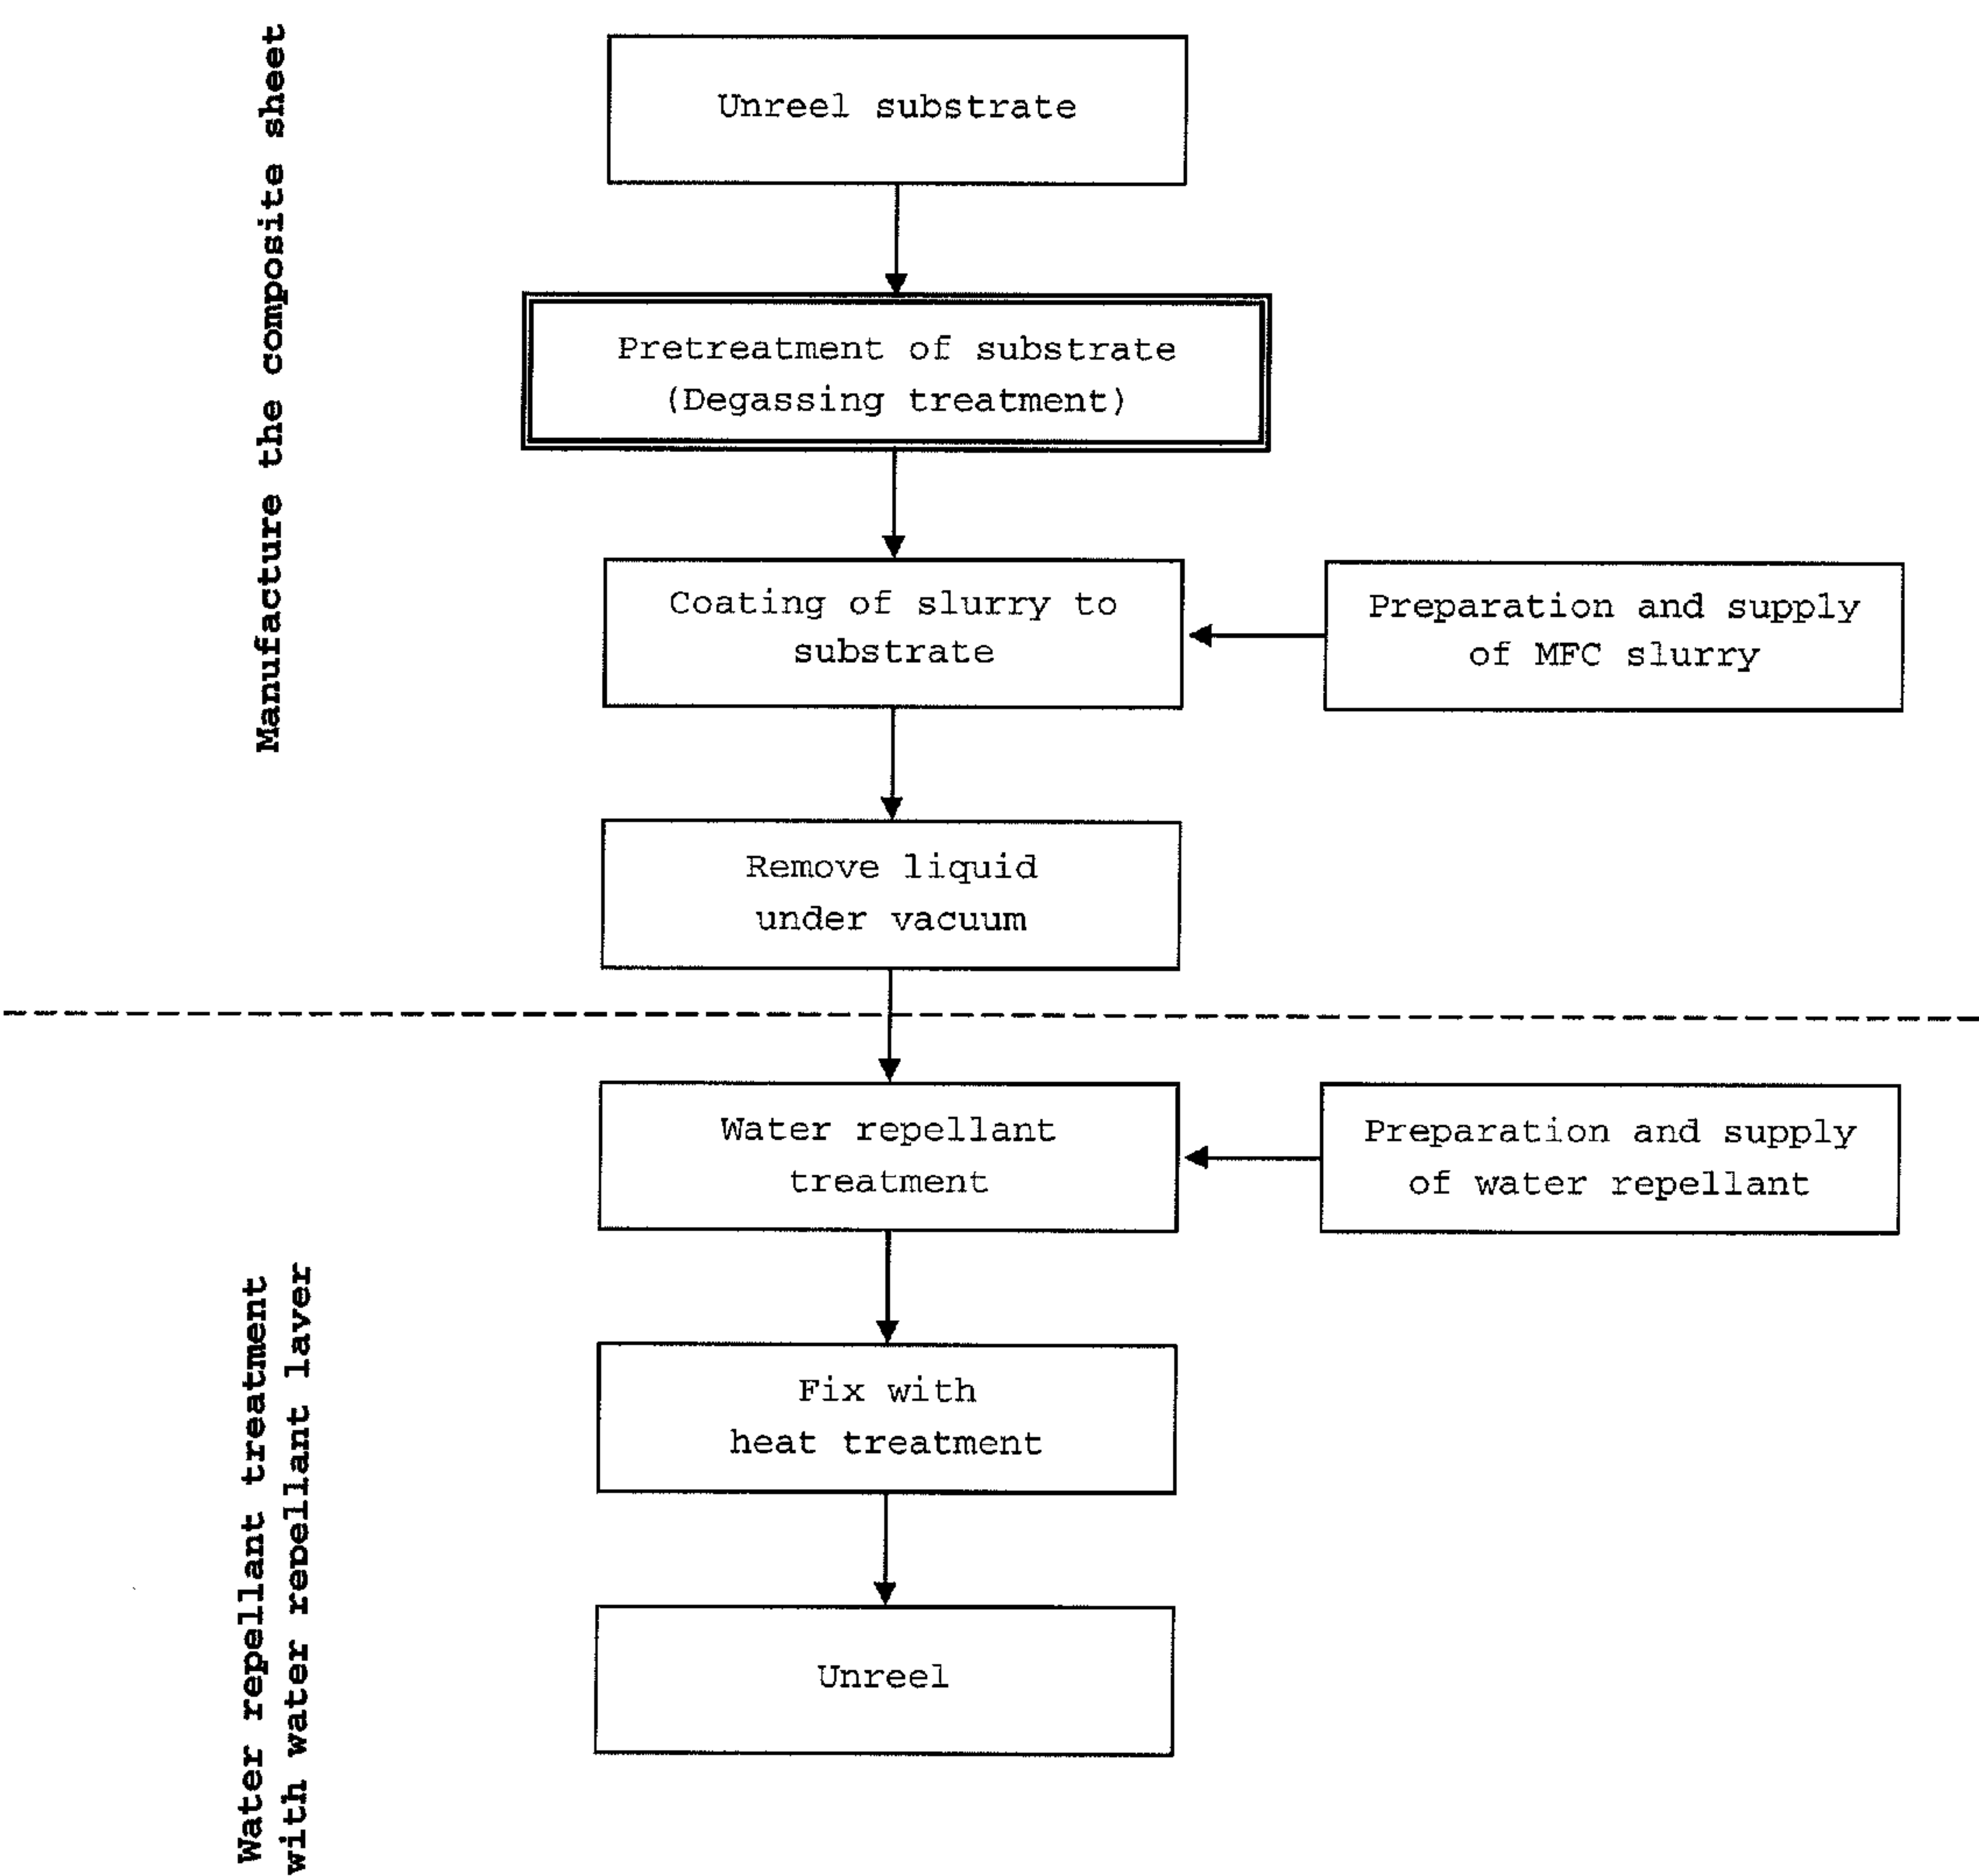 Manufacture the composite sheet
Unreel substrate
Pretreatment of substrate
(Degassing treatment)
Coating of slurry to
substrate
Preparation and supply
of MFC slurry
Remove liquid
under vacuum
Water repellant treatment
with water repellant layer
Water repellant
treatment
Preparation and supply
of water repellant
Fix with
heat treatment
Unreel